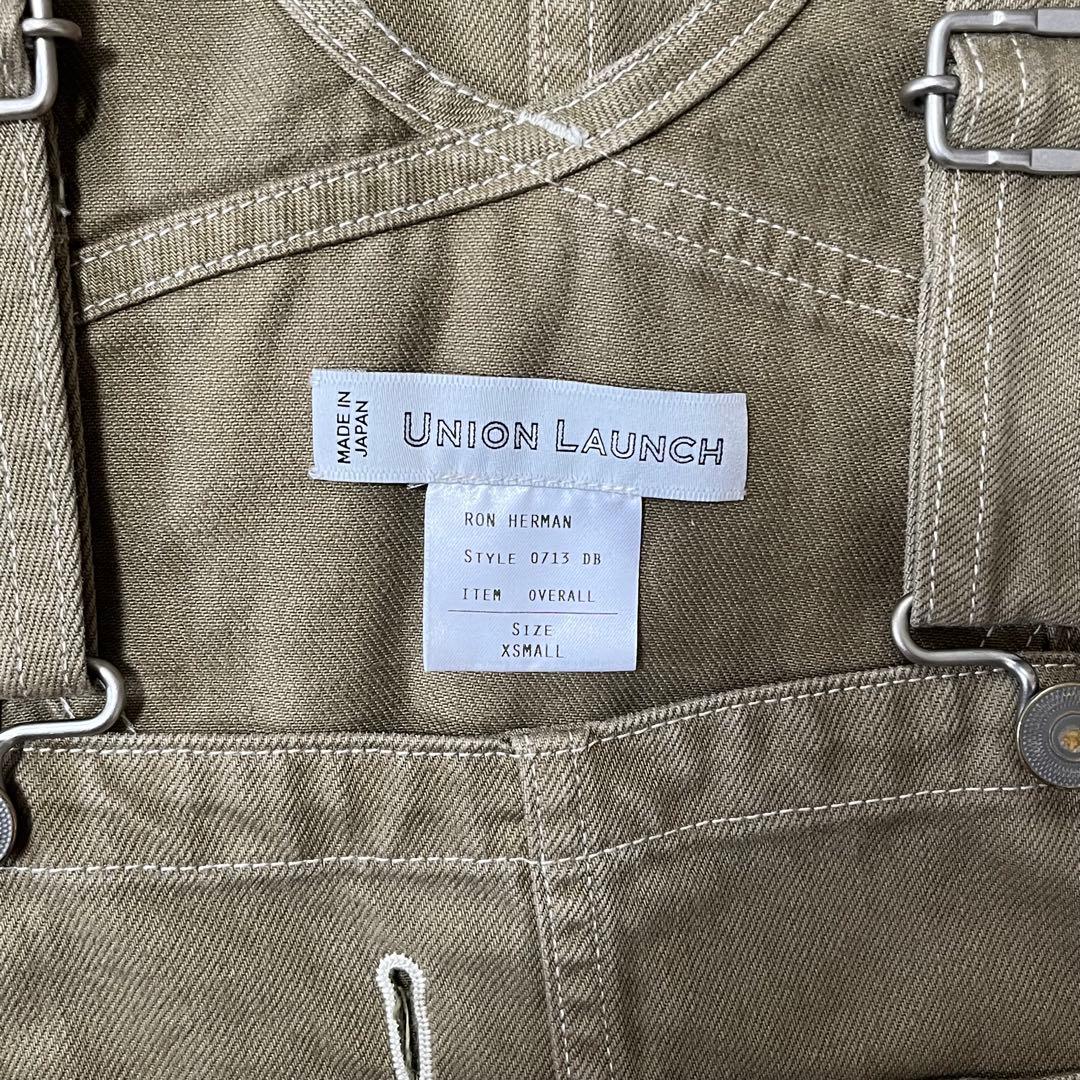 MADE IN
JAPAN
UNION LAUNCH
RON HERMAN
STYLE 0713 DB
ITEM OVERALL
SIZE
XSMALL